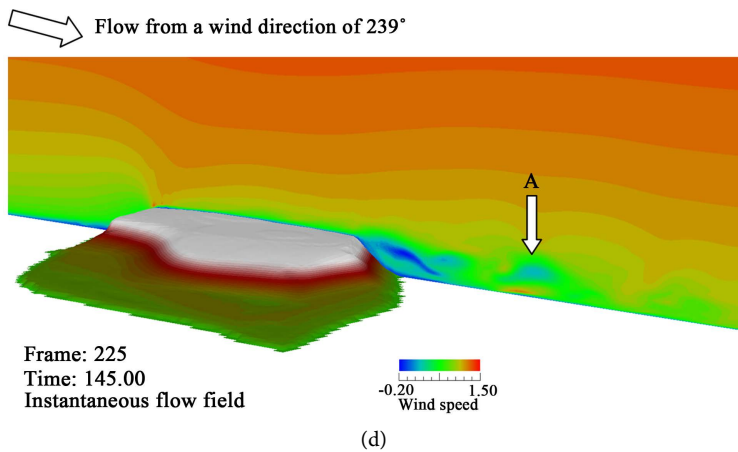 Flow from a wind direction of 239°
A
Frame: 225
Time: 145.00
Instantaneous flow field
-0.20 1.50
Wind speed
(d)